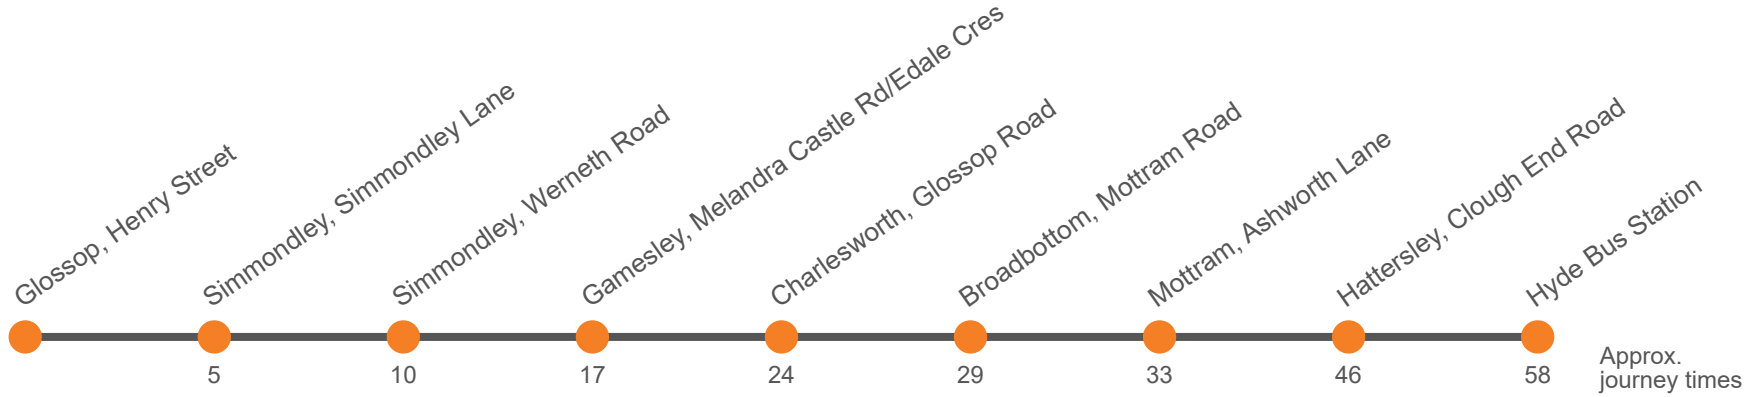 Glossop, Henry Street
Simmondley, Simmondley Lane
Simmondley, Werneth Road
Gamesley, Melandra Castle Rd/Edale Cres
Charlesworth, Glossop Road
Broadbottom, Mottram Road
Mottram, Ashworth Lane
Hattersley, Clough End Road
Hyde Bus Station
5
10
17
24
29
33
46
58
Approx.
journey times